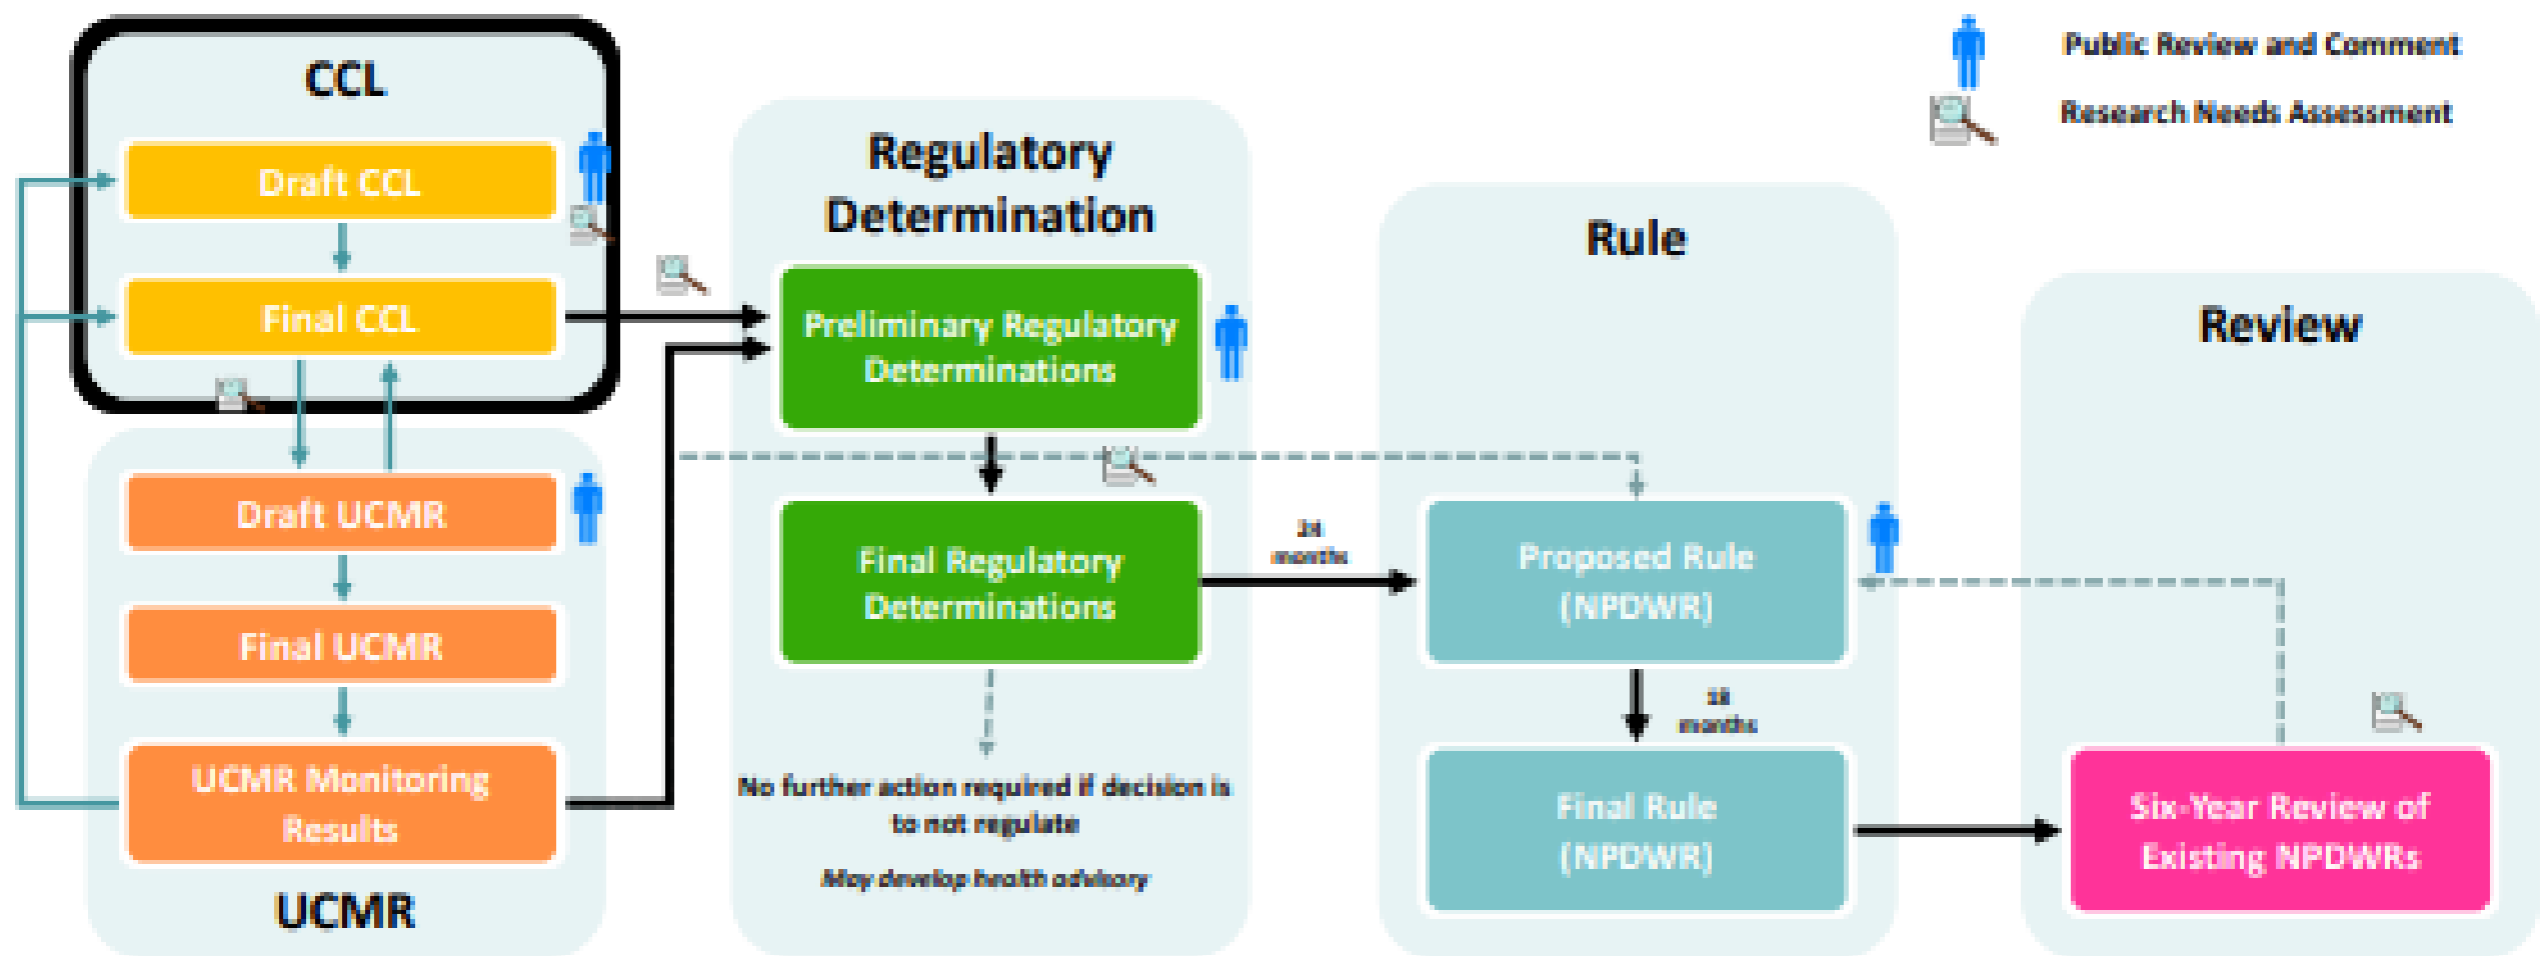 CCL
Draft CCL
Final CCL
Draft UCMR
Final UCMR
UCMR Monitoring
Results
UCMR
Regulatory
Determination
Preliminary Regulatory
Determinations
Final Regulatory
Determinations
No further action required if decision is
to not regulate
May develop health advisory
24
months
Rule
Proposed Rule
(NPDWR)
18
months
Final Rule
(NPDWR)
Review
Six-Year Review of
Existing NPDWRs
Public Review and Comment
Research Needs Assessment